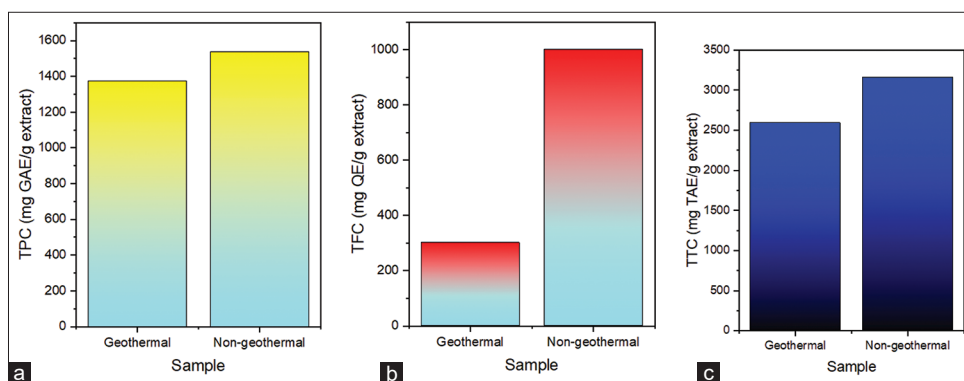 TPC (mg GAE/g extract)
1600
1400
1200
1000
800
600
400
200
0
Geothermal Non-geothermal
Sample
a
TFC (mg QE/g extract)
1000
800
600
400
200
0
Geothermal Non-geothermal
Sample
b
TTC (mg TAE/g extract)
3500
3000
2500
2000
1500
1000
500
0
Geothermal Non-geothermal
Sample
c